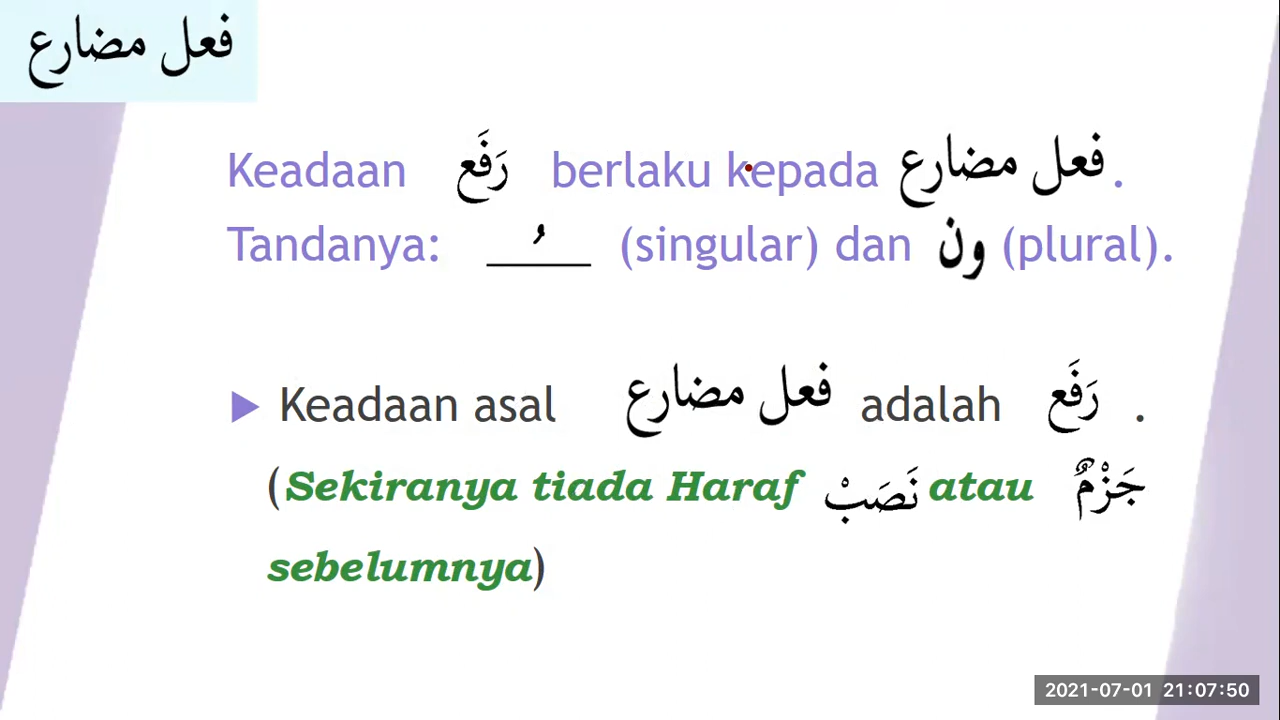 فعل مضارع
Keadaan رَفَع berlaku kepada فعل مضارع .
Tandanya: ـُ (singular) dan ون (plural).
Keadaan asal فعل مضارع adalah رَفَع .
(Sekiranya tiada Haraf نَصَبْ atau جَزْمٌ
sebelumnya)
2021-07-01 21:07:50